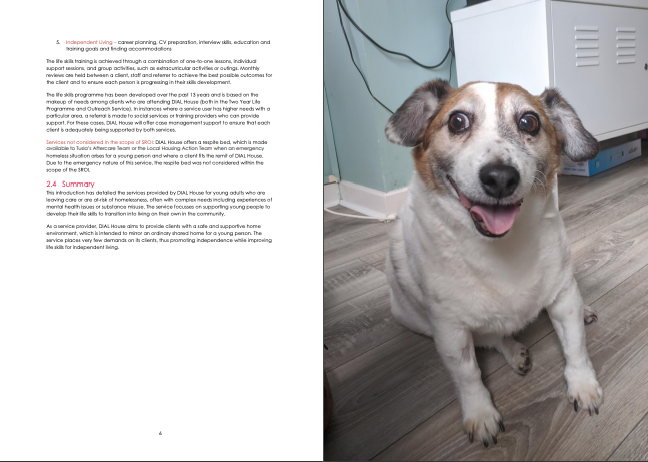 5. Independent Living – career planning, CV preparation, interview skills, education and
training goals and finding accommodations
The life skills training is achieved through a combination of one-to-one lessons, individual
support sessions, and group activities, such as extracurricular activities or outings. Monthly
reviews are held between a client, staff and referrer to achieve the best possible outcomes for
the client and to ensure each person is progressing in their skills development.
The life skills programme has been developed over the past 13 years and is based on the
makeup of needs among clients who are attending DIAL House (both in the Two Year Life
Programme and Outreach Service). In instances where a service user has higher needs with a
particular area, a referral is made to social services or training providers who can provide
support. For these cases, DIAL House will offer case management support to ensure that each
client is adequately being supported by both services.
Services not considered in the scope of SROI: DIAL House offers a respite bed, which is made
available to Tusla's Aftercare Team or the Local Housing Action Team when an emergency
homeless situation arises for a young person and where a client fits the remit of DIAL House.
Due to the emergency nature of this service, the respite bed was not considered within the
scope of the SROI.
2.4 Summary
This introduction has detailed the services provided by DIAL House for young adults who are
leaving care or are at-risk of homelessness, often with complex needs including experiences of
mental health issues or substance misuse. The service focusses on supporting young people to
develop their life skills to transition into living on their own in the community.
As a service provider, DIAL House aims to provide clients with a safe and supportive home
environment, which is intended to mirror an ordinary shared home for a young person. The
service places very few demands on its clients, thus promoting independence while improving
life skills for independent living.
6